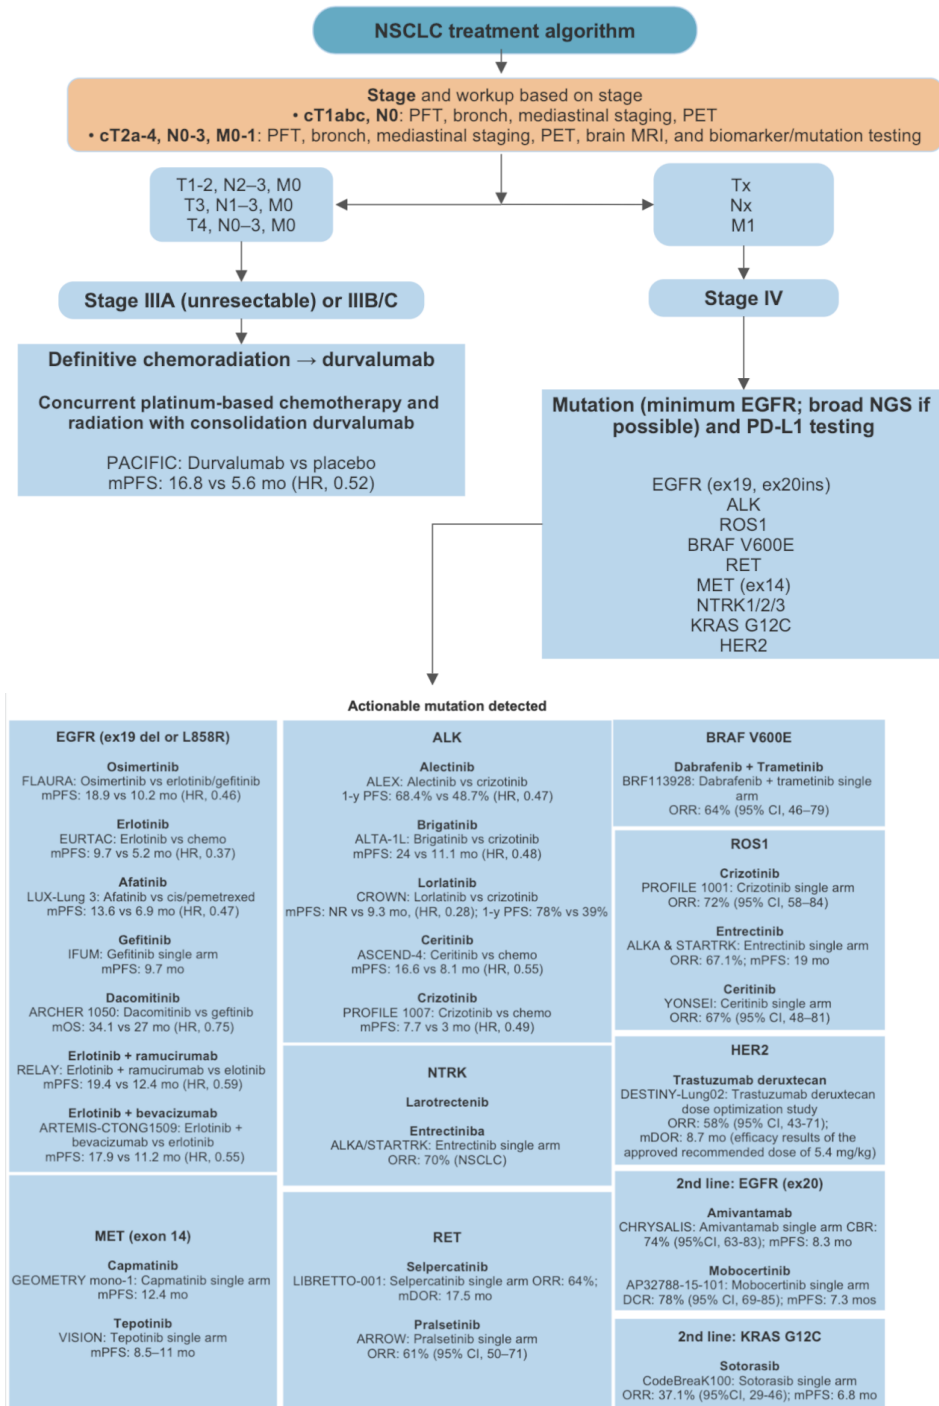 NSCLC treatment algorithm
Stage and workup based on stage
• cT1abc, N0: PFT, bronch, mediastinal staging, PET
• cT2a-4, N0-3, M0-1: PFT, bronch, mediastinal staging, PET, brain MRI, and biomarker/mutation testing
T1-2, N2–3, M0
T3, N1–3, M0
T4, N0–3, M0
Tx
Nx
M1
Stage IIIA (unresectable) or IIIB/C
Stage IV
Definitive chemoradiation → durvalumab
Concurrent platinum-based chemotherapy and
radiation with consolidation durvalumab
PACIFIC: Durvalumab vs placebo
mPFS: 16.8 vs 5.6 mo (HR, 0.52)
Mutation (minimum EGFR; broad NGS if
possible) and PD-L1 testing
EGFR (ex19, ex20ins)
ALK
ROS1
BRAF V600E
RET
MET (ex14)
NTRK1/2/3
KRAS G12C
HER2
Actionable mutation detected
EGFR (ex19 del or L858R)
Osimertinib
FLAURA: Osimertinib vs erlotinib/gefitinib
mPFS: 18.9 vs 10.2 mo (HR, 0.46)
Erlotinib
EURTAC: Erlotinib vs chemo
mPFS: 9.7 vs 5.2 mo (HR, 0.37)
Afatinib
LUX-Lung 3: Afatinib vs cis/pemetrexed
mPFS: 13.6 vs 6.9 mo (HR, 0.47)
Gefitinib
IFUM: Gefitinib single arm
mPFS: 9.7 mo
Dacomitinib
ARCHER 1050: Dacomitinib vs geftinib
mOS: 34.1 vs 27 mo (HR, 0.75)
Erlotinib + ramucirumab
RELAY: Erlotinib + ramucirumab vs elotinib
mPFS: 19.4 vs 12.4 mo (HR, 0.59)
Erlotinib + bevacizumab
ARTEMIS-CTONG1509: Erlotinib +
bevacizumab vs erlotinib
mPFS: 17.9 vs 11.2 mo (HR, 0.55)
MET (exon 14)
Capmatinib
GEOMETRY mono-1: Capmatinib single arm
mPFS: 12.4 mo
Tepotinib
VISION: Tepotinib single arm
mPFS: 8.5–11 mo
ALK
Alectinib
ALEX: Alectinib vs crizotinib
1-y PFS: 68.4% vs 48.7% (HR, 0.47)
Brigatinib
ALTA-1L: Brigatinib vs crizotinib
mPFS: 24 vs 11.1 mo (HR, 0.48)
Lorlatinib
CROWN: Lorlatinib vs crizotinib
mPFS: NR vs 9.3 mo, (HR, 0.28); 1-y PFS: 78% vs 39%
Ceritinib
ASCEND-4: Ceritinib vs chemo
mPFS: 16.6 vs 8.1 mo (HR, 0.55)
Crizotinib
PROFILE 1007: Crizotinib vs chemo
mPFS: 7.7 vs 3 mo (HR, 0.49)
NTRK
Larotrectenib
Entrectiniba
ALKA/STARTRK: Entrectinib single arm
ORR: 70% (NSCLC)
RET
Selpercatinib
LIBRETTO-001: Selpercatinib single arm ORR: 64%;
mDOR: 17.5 mo
Pralsetinib
ARROW: Pralsetinib single arm
ORR: 61% (95% CI, 50–71)
BRAF V600E
Dabrafenib + Trametinib
BRF113928: Dabrafenib + trametinib single
arm
ORR: 64% (95% CI, 46–79)
ROS1
Crizotinib
PROFILE 1001: Crizotinib single arm
ORR: 72% (95% CI, 58–84)
Entrectinib
ALKA & STARTRK: Entrectinib single arm
ORR: 67.1%; mPFS: 19 mo
Ceritinib
YONSEI: Ceritinib single arm
ORR: 67% (95% CI, 48–81)
HER2
Trastuzumab deruxtecan
DESTINY-Lung02: Trastuzumab deruxtecan
dose optimization study
ORR: 58% (95% CI, 43-71);
mDOR: 8.7 mo (efficacy results of the
approved recommended dose of 5.4 mg/kg)
2nd line: EGFR (ex20)
Amivantamab
CHRYSALIS: Amivantamab single arm CBR:
74% (95%CI, 63-83); mPFS: 8.3 mo
Mobocertinib
AP32788-15-101: Mobocertinib single arm
DCR: 78% (95% CI, 69-85); mPFS: 7.3 mos
2nd line: KRAS G12C
Sotorasib
CodeBreaK100: Sotorasib single arm
ORR: 37.1% (95%CI, 29-46); mPFS: 6.8 mo